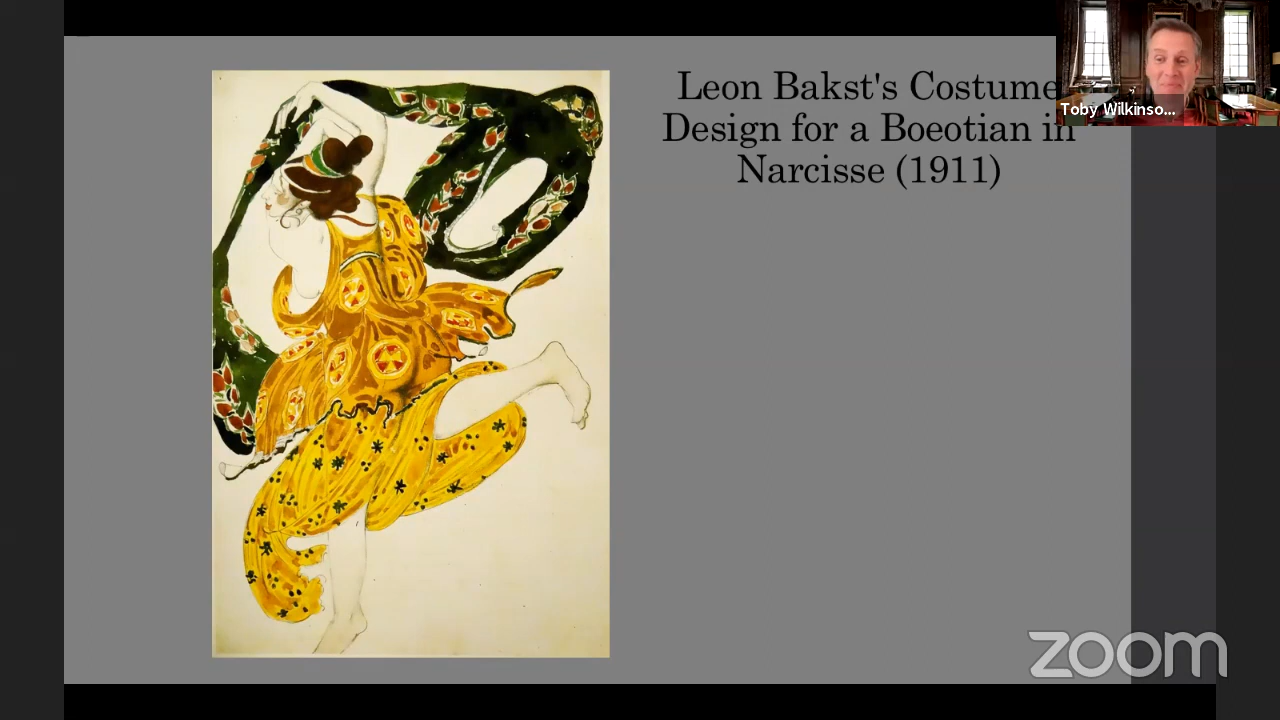 Leon Bakst's Costume
Design for a Boeotian in
Narcisse (1911)
Toby Wilkinso...
zoom